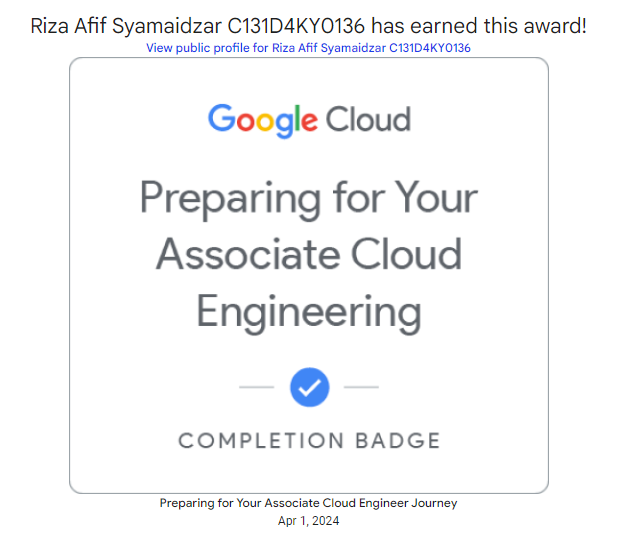 Riza Afif Syamaidzar C131D4KY0136 has earned this award!
View public profile for Riza Afif Syamaidzar C131D4KY0136
Google Cloud
Preparing for Your
Associate Cloud
Engineering
COMPLETION BADGE
Preparing for Your Associate Cloud Engineer Journey
Apr 1, 2024